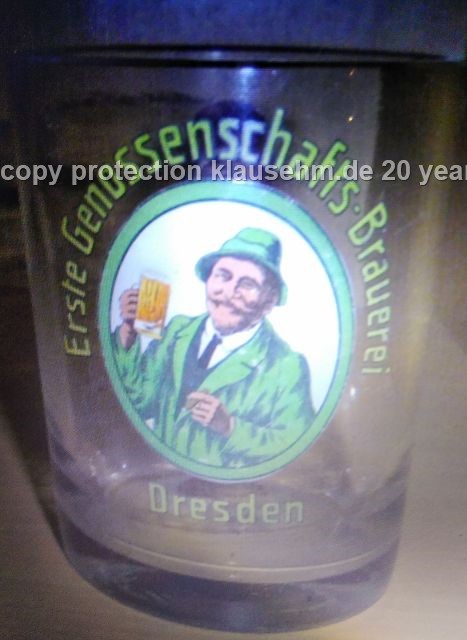 Erste Genossenschafts-Brauerei
copy protection klausehm.de 20 year
Dresden